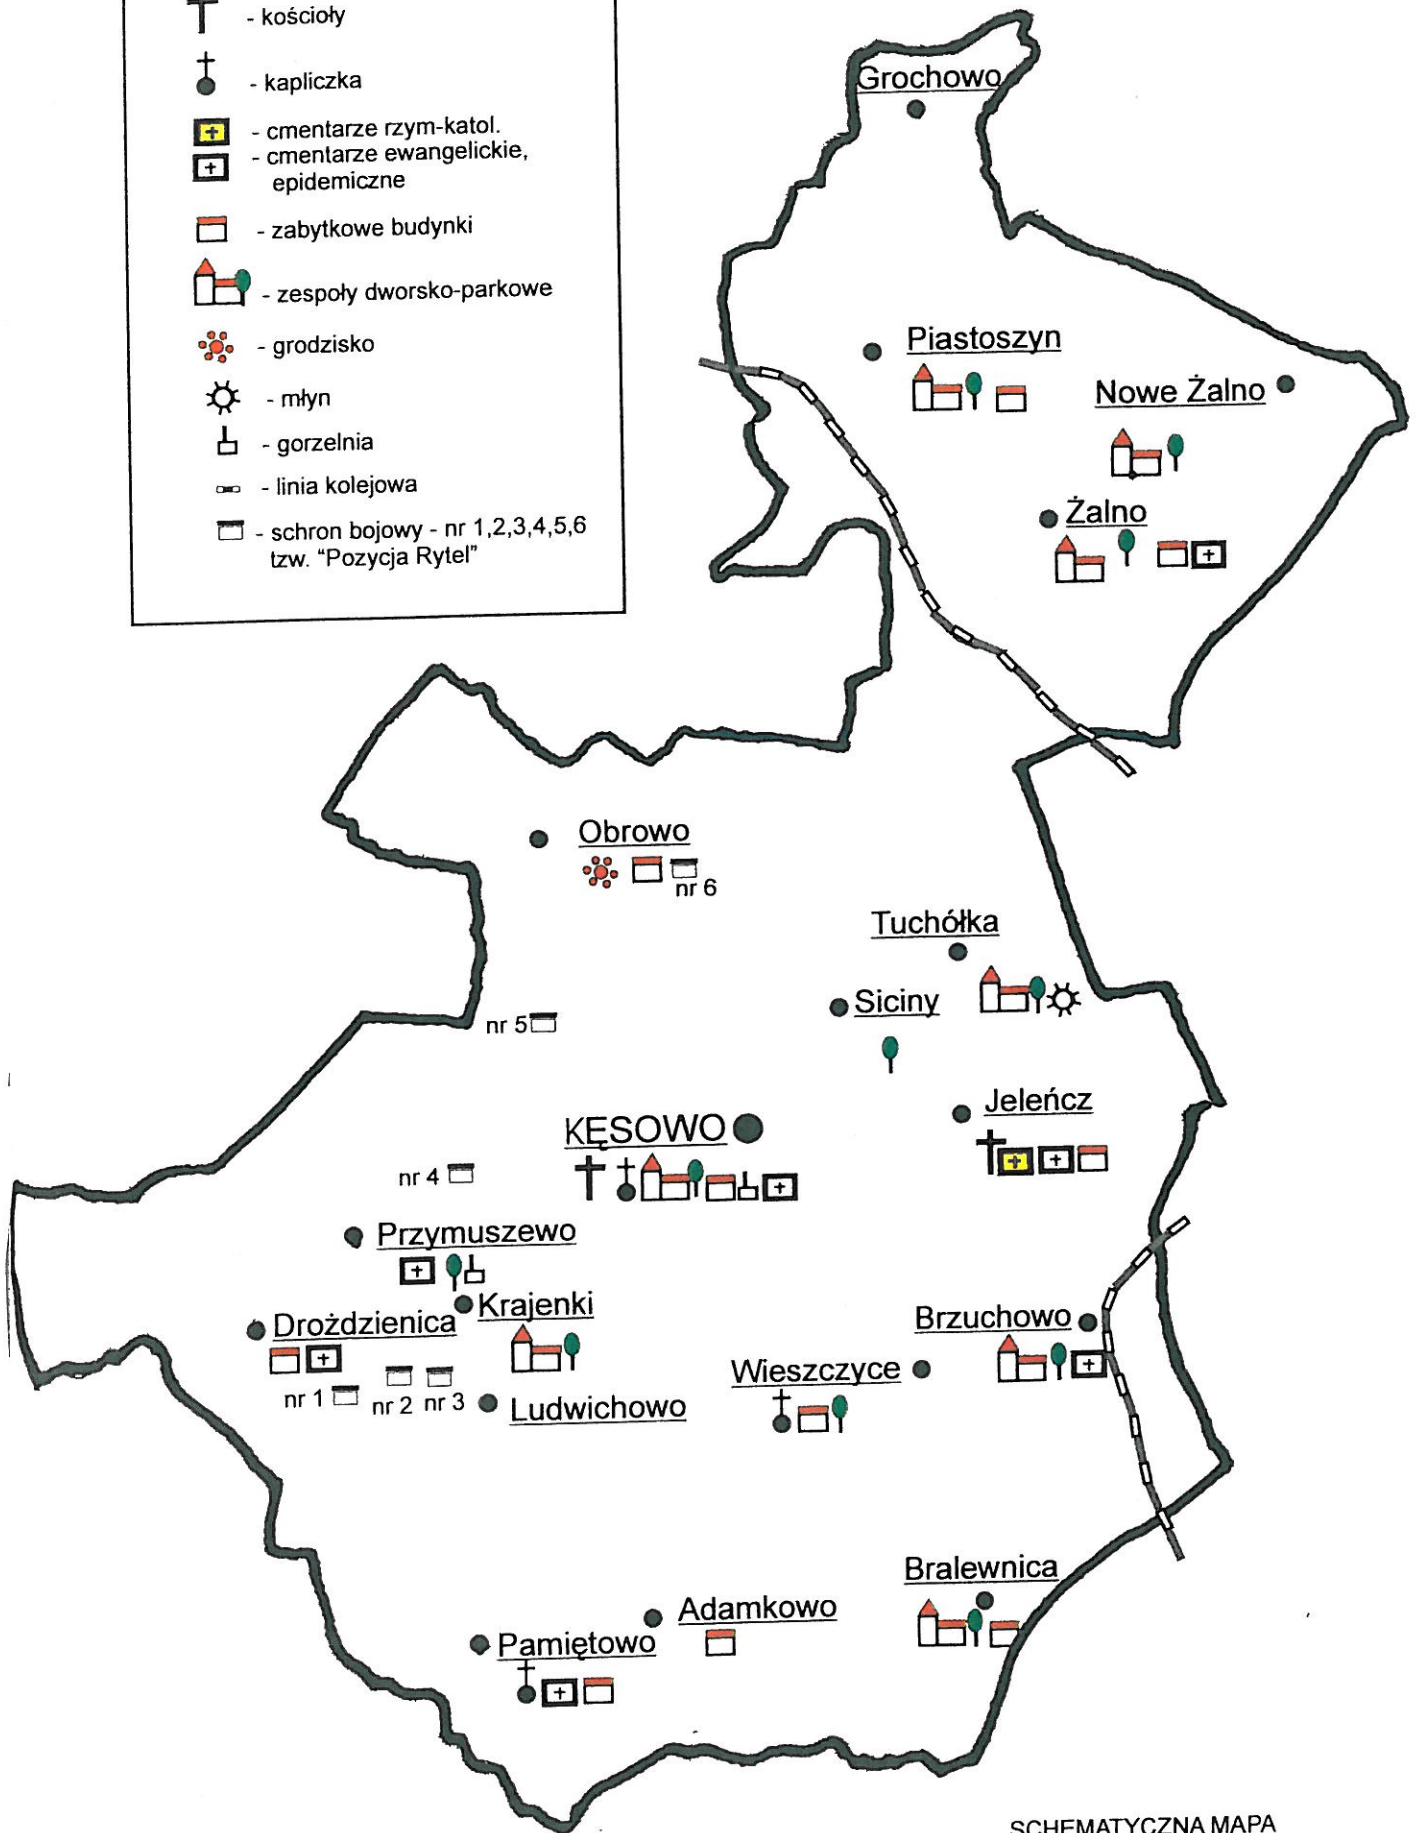 - kościoły
- kapliczka
- cmentarze rzym-katol.
- cmentarze ewangelickie,
epidemiczne
- zabytkowe budynki
- zespoły dworsko-parkowe
- grodzisko
- młyn
- gorzelnia
- linia kolejowa
- schron bojowy - nr 1,2,3,4,5,6
tzw. “Pozycja Rytel”
Grochowo
Piastoszyn
Nowe Żalno
Żalno
Obrowo
nr 6
Tuchółka
Siciny
nr 5
Jeleńcz
KĘSOWO
nr 4
Przymuszewo
Krajenki
Drożdzienica
Brzuchowo
Wieszczyce
nr 1
nr 2
nr 3
Ludwichowo
Bralewnica
Adamkowo
Pamiętowo
SCHEMATYCZNA MAPA